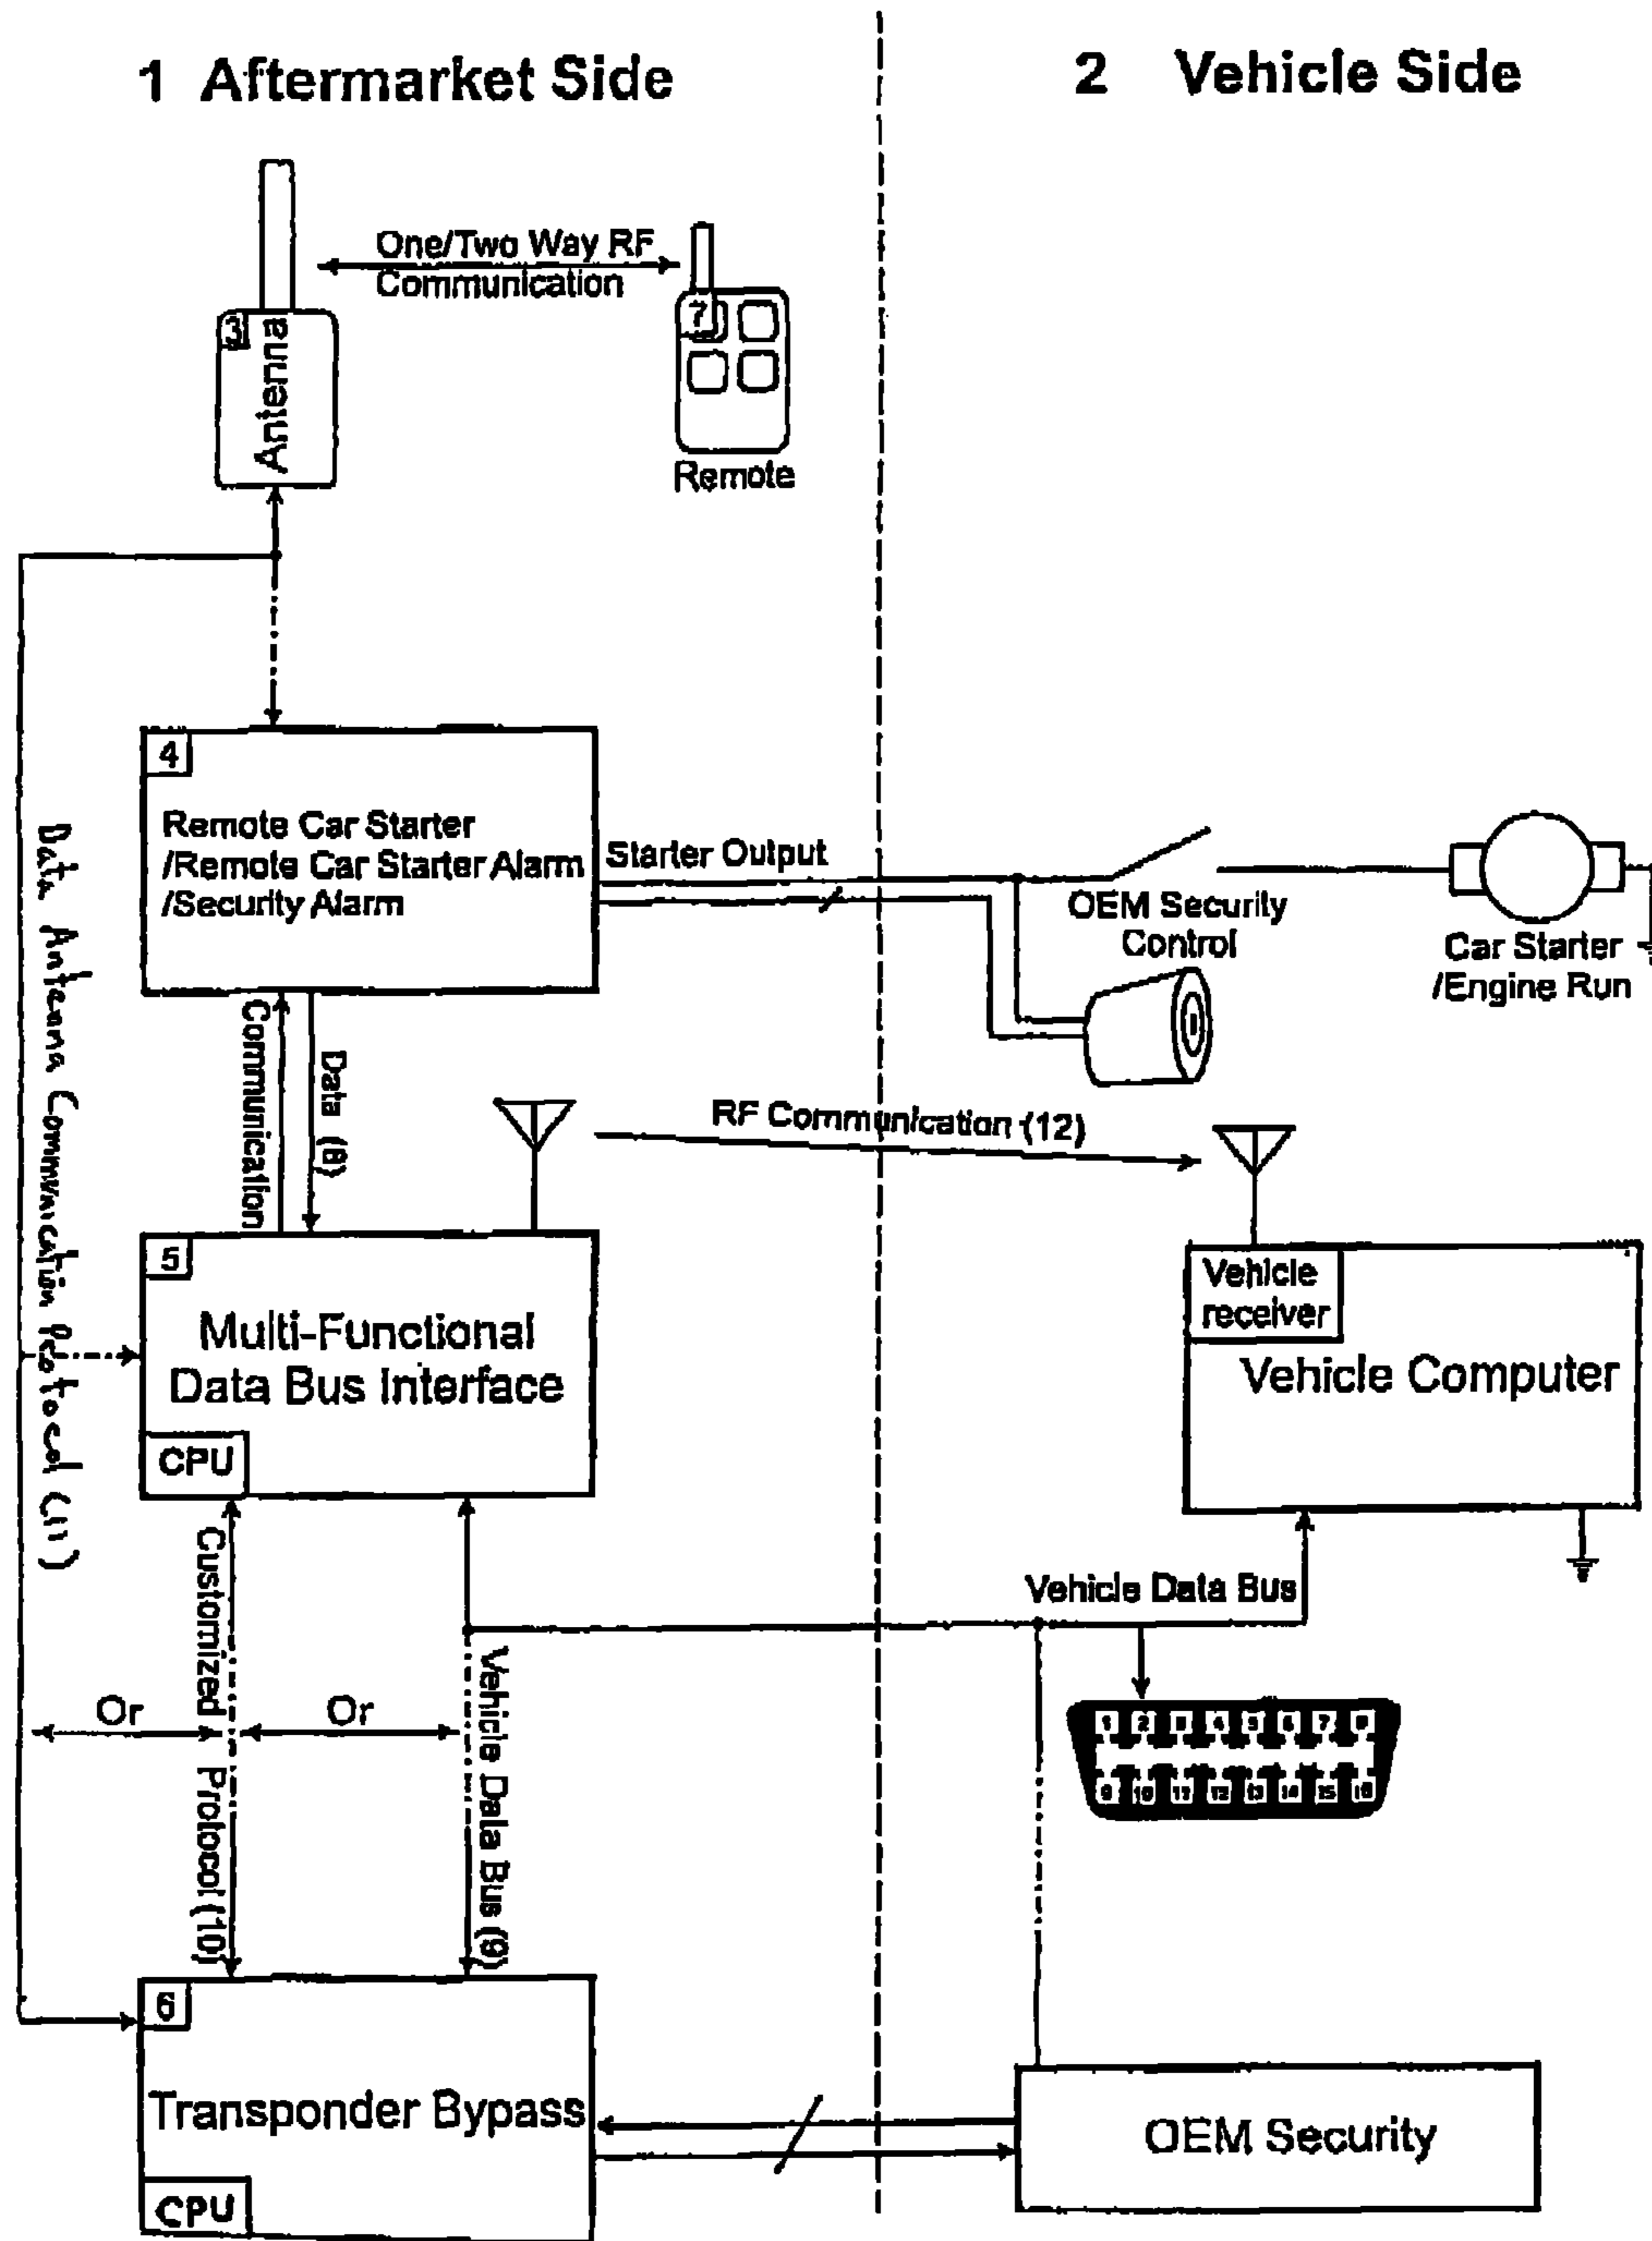 1 Aftermarket Side
2 Vehicle Side
One/Two Way RF
Communication
3
Antenna
7
Remote
4
Remote Car Starter
/Remote Car Starter Alarm
/Security Alarm
Starter Output
OEM Security
Control
Car Starter
/Engine Run
Communication
Data (8)
RF Communication (12)
Data Antenna Communication Protocol (11)
5
Multi-Functional
Data Bus Interface
CPU
Vehicle
receiver
Vehicle Computer
Customized Protocol (10)
Vehicle Data Bus (9)
Or
Or
Vehicle Data Bus
1 2 3 4 5 6 7 8
9 10 11 12 13 14 15 16
6
Transponder Bypass
CPU
OEM Security